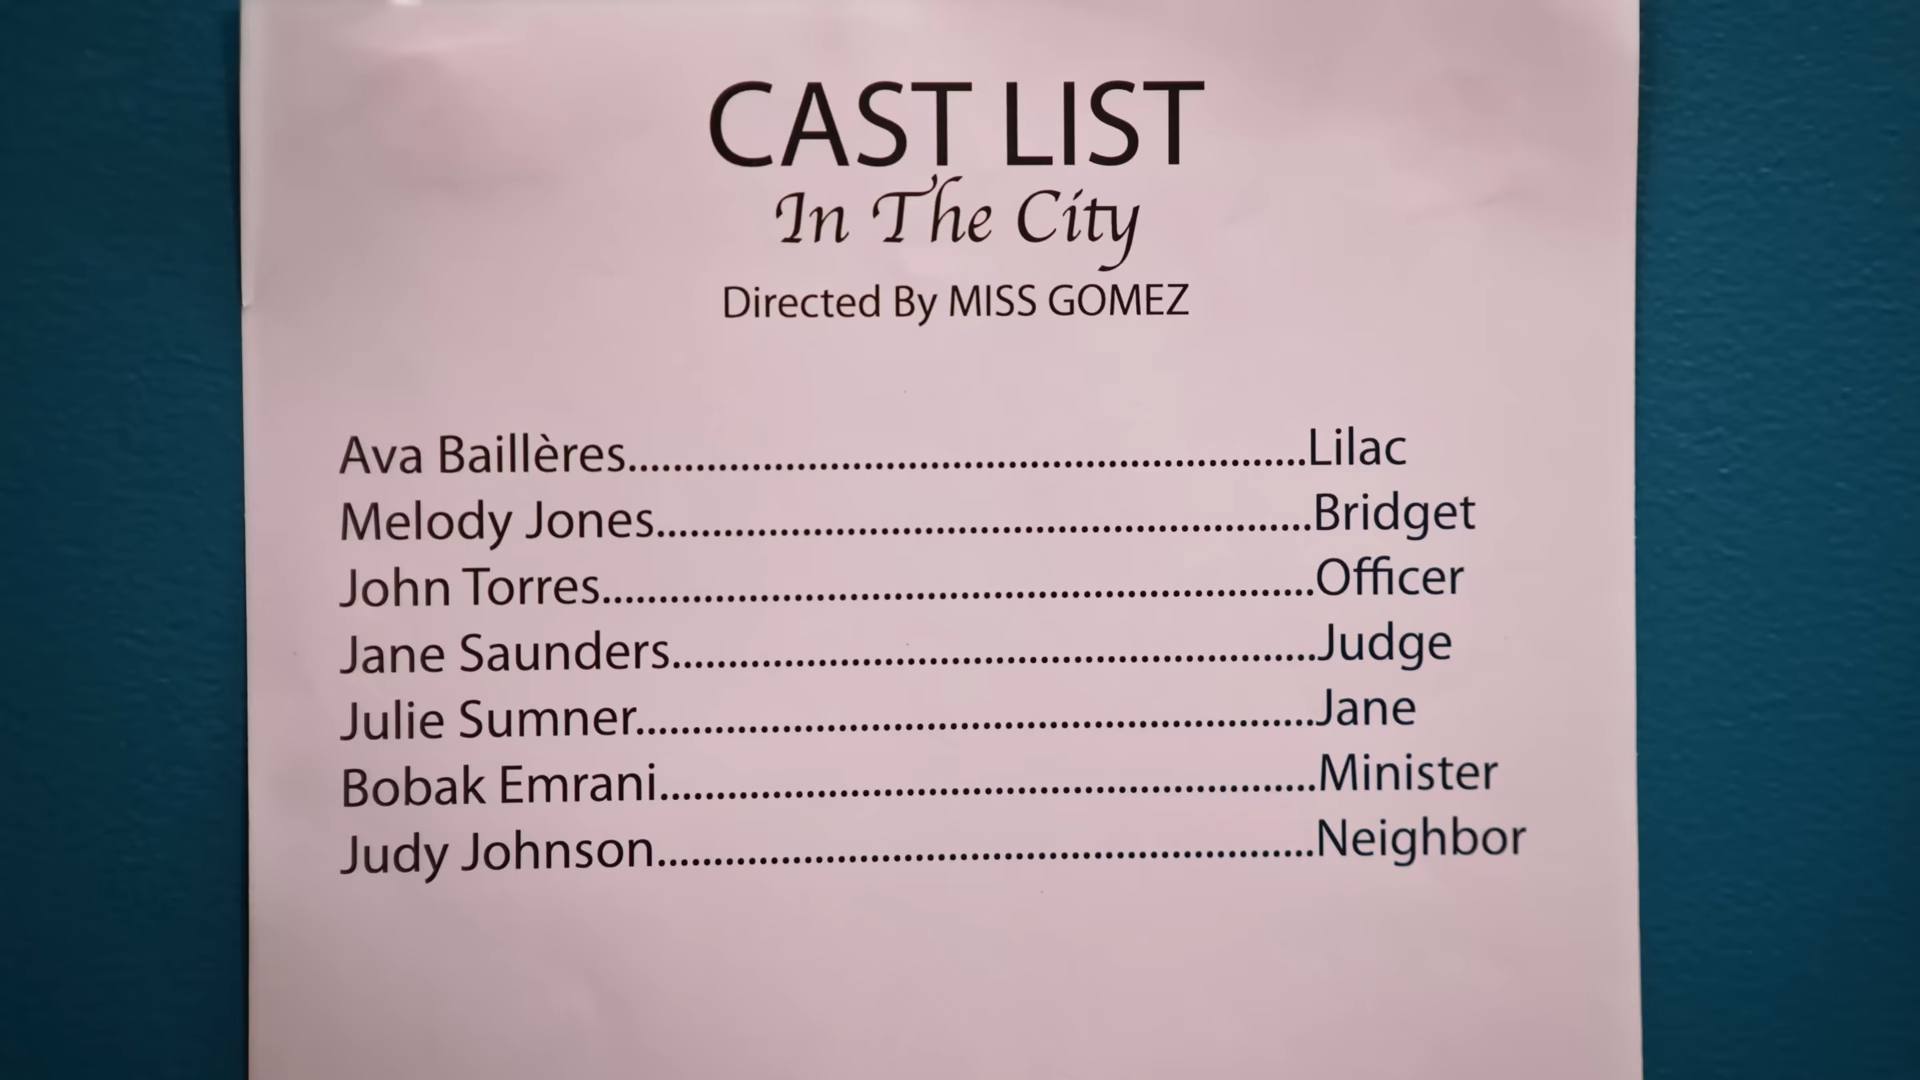 CAST LIST
In The City
Directed By MISS GOMEZ
Ava Baillères........................................................Lilac
Melody Jones........................................................Bridget
John Torres........................................................Officer
Jane Saunders........................................................Judge
Julie Sumner........................................................Jane
Bobak Emrani........................................................Minister
Judy Johnson........................................................Neighbor